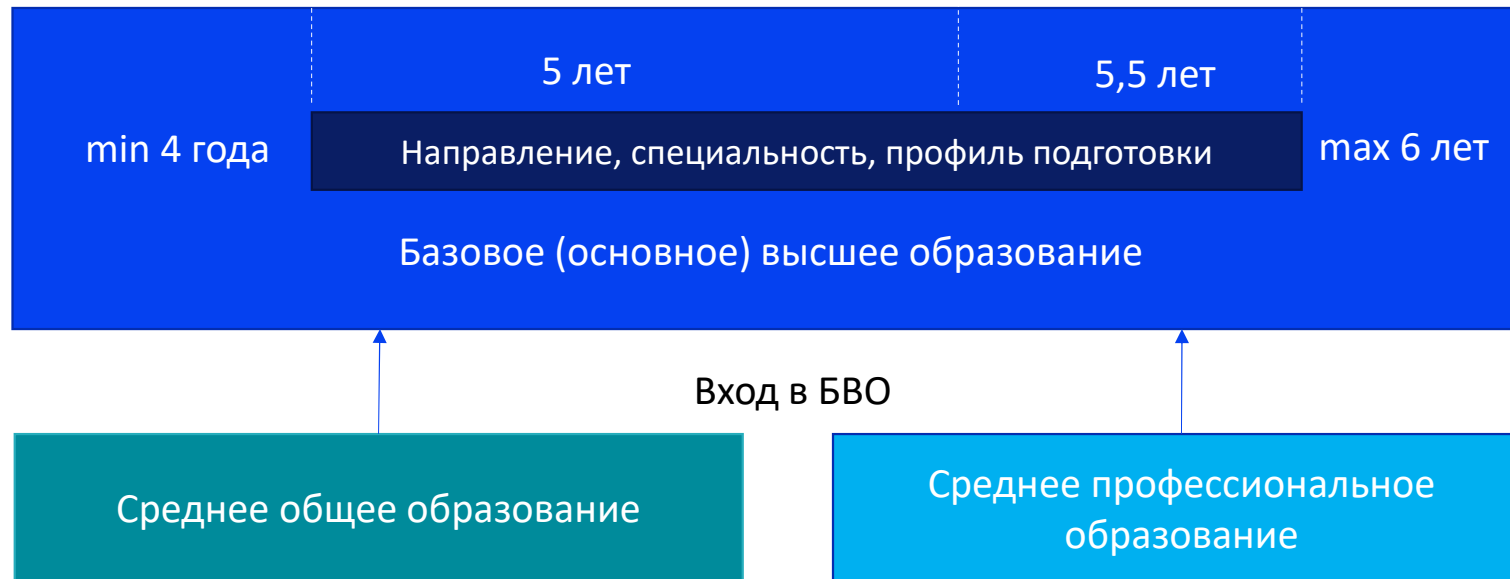 5 лет
5,5 лет
min 4 года
Направление, специальность, профиль подготовки
max 6 лет
Базовое (основное) высшее образование
Вход в БВО
Среднее общее образование
Среднее профессиональное
образование